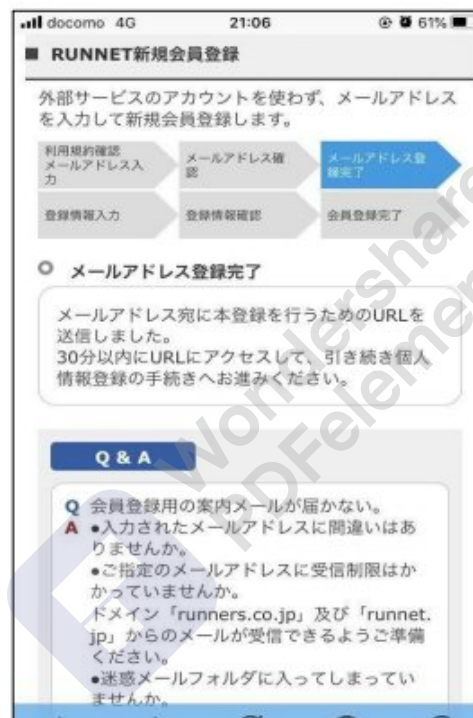 docomo 4G 21:06 61%
■ RUNNET新規会員登録
外部サービスのアカウントを使わず、メールアドレス
を入力して新規会員登録します。
利用規約確認
メールアドレス入
力
メールアドレス確
認
メールアドレス登
録完了
登録情報入力
登録情報確認
会員登録完了
メールアドレス登録完了
メールアドレス宛に本登録を行うためのURLを
送信しました。
30分以内にURLにアクセスして、引き続き個人
情報登録の手続きへお進みください。
Q & A
Q 会員登録用の案内メールが届かない。
A ●入力されたメールアドレスに間違いはあ
りませんか。
●ご指定のメールアドレスに受信制限はか
かっていませんか。
ドメイン「runners.co.jp」及び「runnet.
jp」からのメールが受信できるようご準備
ください。
●迷惑メールフォルダに入ってしまってい
ませんか。
Wondershare
PDFelement